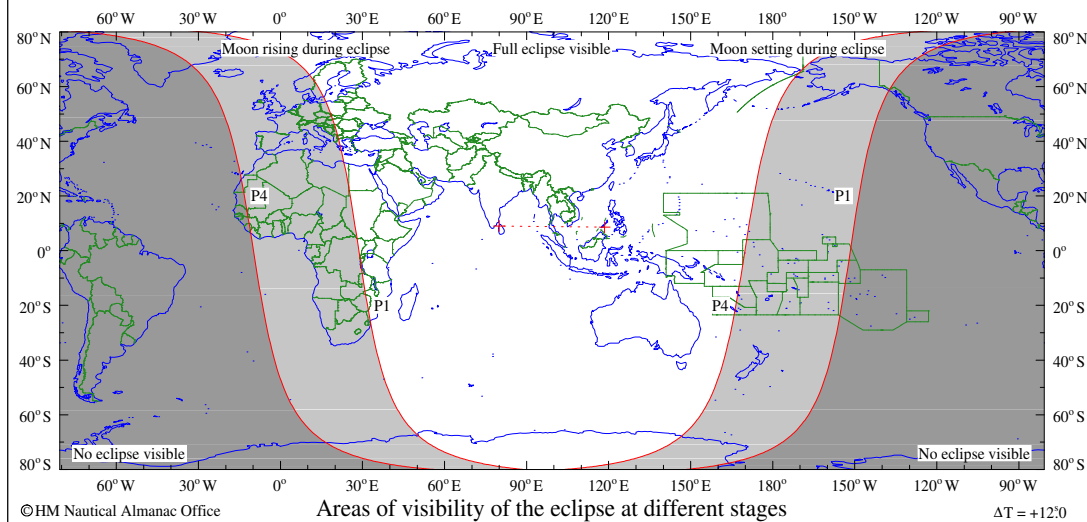 60°W 30°W 0° 30°E 60°E 90°E 120°E 150°E 180° 150°W 120°W 90°W
80°N Moon rising during eclipse Full eclipse visible Moon setting during eclipse 80°N
60°N 60°N
40°N 40°N
20°N P4 P1 20°N
0° 0°
20°S P1 P4 20°S
40°S 40°S
60°S 60°S
No eclipse visible No eclipse visible
80°S 80°S
60°W 30°W 0° 30°E 60°E 90°E 120°E 150°E 180° 150°W 120°W 90°W
©HM Nautical Almanac Office Areas of visibility of the eclipse at different stages ΔT = +12ˢ.0